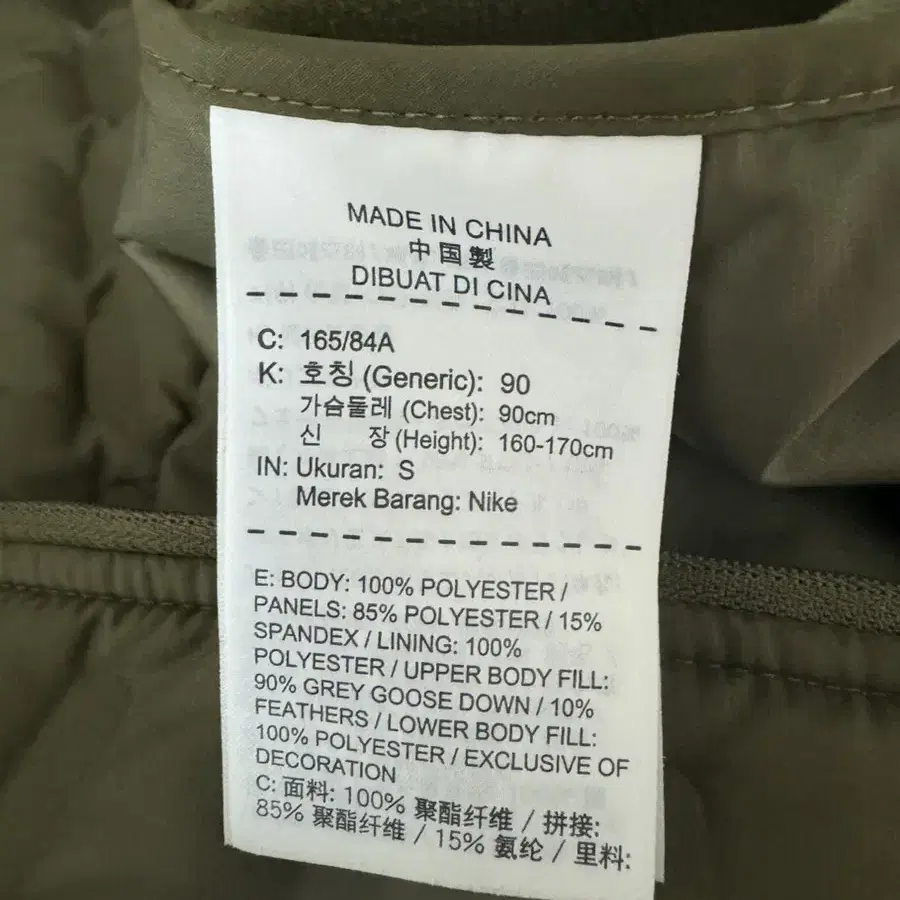 MADE IN CHINA
中国製
DIBUAT DI CINA
C: 165/84A
K: 호칭 (Generic): 90
가슴둘레 (Chest): 90cm
신 장 (Height): 160-170cm
IN: Ukuran: S
Merek Barang: Nike
E: BODY: 100% POLYESTER /
PANELS: 85% POLYESTER / 15%
SPANDEX / LINING: 100%
POLYESTER / UPPER BODY FILL:
90% GREY GOOSE DOWN / 10%
FEATHERS / LOWER BODY FILL:
100% POLYESTER / EXCLUSIVE OF
DECORATION
C: 面料: 100% 聚酯纤维 / 拼接:
85% 聚酯纤维 / 15% 氨纶 / 里料: